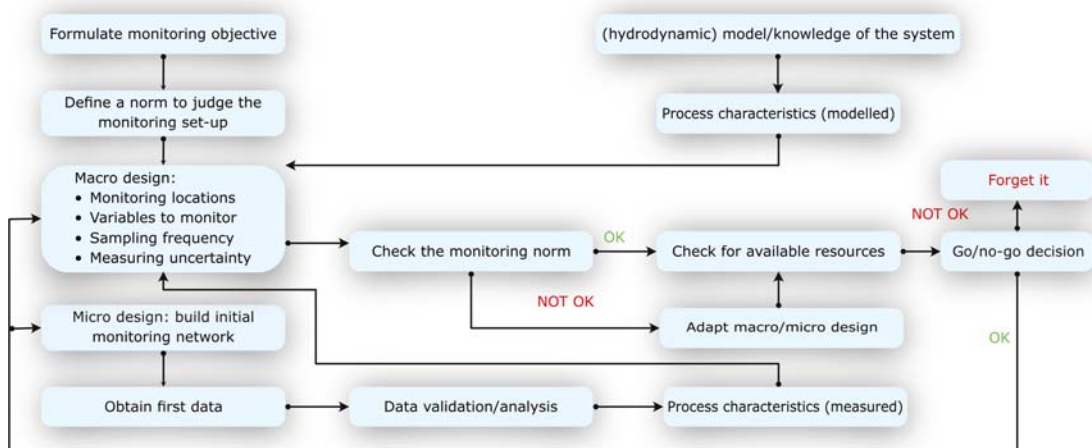 Formulate monitoring objective
(hydrodynamic) model/knowledge of the system
Define a norm to judge the
monitoring set-up
Process characteristics (modelled)
Macro design:
• Monitoring locations
• Variables to monitor
• Sampling frequency
• Measuring uncertainty
Forget it
NOT OK
Check the monitoring norm
OK
Check for available resources
Go/no-go decision
NOT OK
Adapt macro/micro design
OK
Micro design: build initial
monitoring network
Obtain first data
Data validation/analysis
Process characteristics (measured)